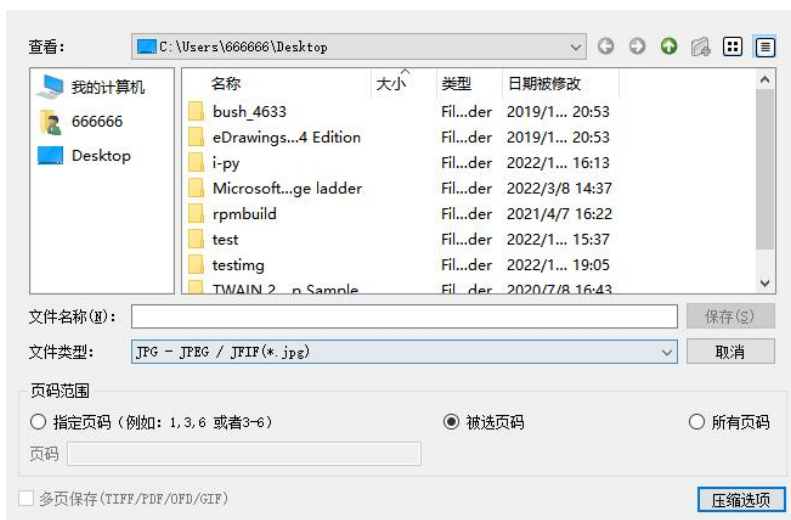 查看: C:\Users\666666\Desktop
我的计算机
666666
Desktop
名称 大小 类型 日期被修改
bush_4633 Fil...der 2019/1... 20:53
eDrawings...4 Edition Fil...der 2019/1... 20:53
i-py Fil...der 2022/1... 16:13
Microsoft...ge ladder Fil...der 2022/3/8 14:37
rpmbuild Fil...der 2021/4/7 16:22
test Fil...der 2022/1... 15:37
testimg Fil...der 2022/1... 19:05
TWAIN 2...n Sample Fil...der 2020/7/8 16:43
文件名称(N): 保存(S)
文件类型: JPG - JPEG / JFIF(*.jpg) 取消
页码范围
指定页码(例如: 1,3,6 或者3-6) 被选页码 所有页码
页码
多页保存(TIFF/PDF/OFD/GIF) 压缩选项